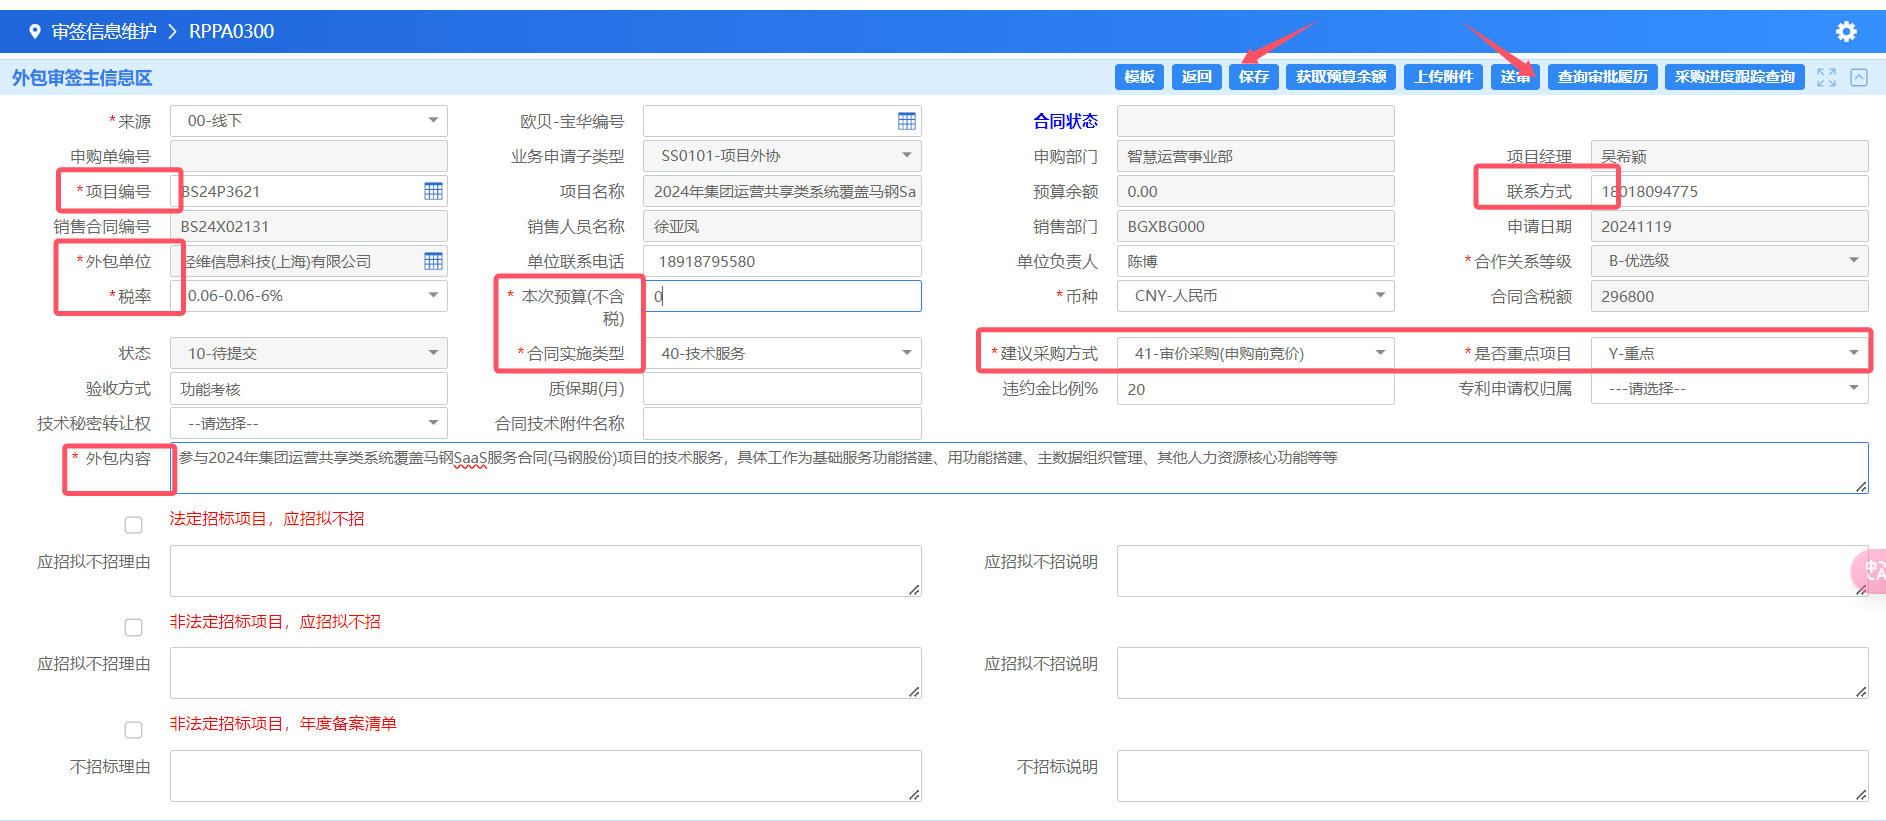 审签信息维护 > RPPA0300
外包审签主信息区
模板 返回 保存 获取预算余额 上传附件 送审 查询审批履历 采购进度跟踪查询
*来源 00-线下 欧贝-宝华编号 合同状态
申购单编号 业务申请子类型 SS0101-项目外协 申购部门 智慧运营事业部 项目经理 吴希颖
*项目编号 BS24P3621 项目名称 2024年集团运营共享类系统覆盖马钢Sa 预算余额 0.00 联系方式 18018094775
销售合同编号 BS24X02131 销售人员名称 徐亚凤 销售部门 BGXBG000 申请日期 20241119
*外包单位 经维信息科技(上海)有限公司 单位联系电话 18918795580 单位负责人 陈博 *合作关系等级 B-优选级
*税率 0.06-0.06-6% *本次预算(不含税) 0 *币种 CNY-人民币 合同含税额 296800
状态 10-待提交 *合同实施类型 40-技术服务 *建议采购方式 41-审价采购(申购前竞价) *是否重点项目 Y-重点
验收方式 功能考核 质保期(月) 违约金比例% 20 专利申请权归属 ---请选择--
技术秘密转让权 --请选择-- 合同技术附件名称
*外包内容 参与2024年集团运营共享类系统覆盖马钢SaaS服务合同(马钢股份)项目的技术服务，具体工作为基础服务功能搭建、用功能搭建、主数据组织管理、其他人力资源核心功能等等
法定招标项目，应招拟不招
应招拟不招理由 应招拟不招说明
非法定招标项目，应招拟不招
应招拟不招理由 应招拟不招说明
非法定招标项目，年度备案清单
不招标理由 不招标说明